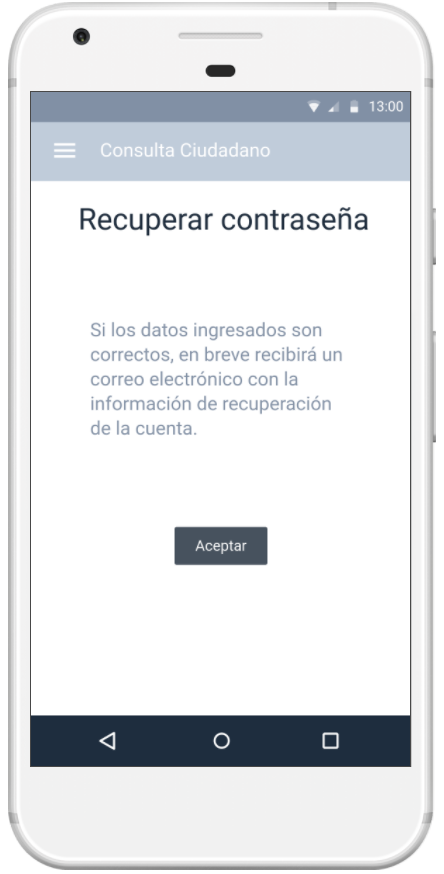 13:00
Consulta Ciudadano
Recuperar contraseña
Si los datos ingresados son
correctos, en breve recibirá un
correo electrónico con la
información de recuperación
de la cuenta.
Aceptar